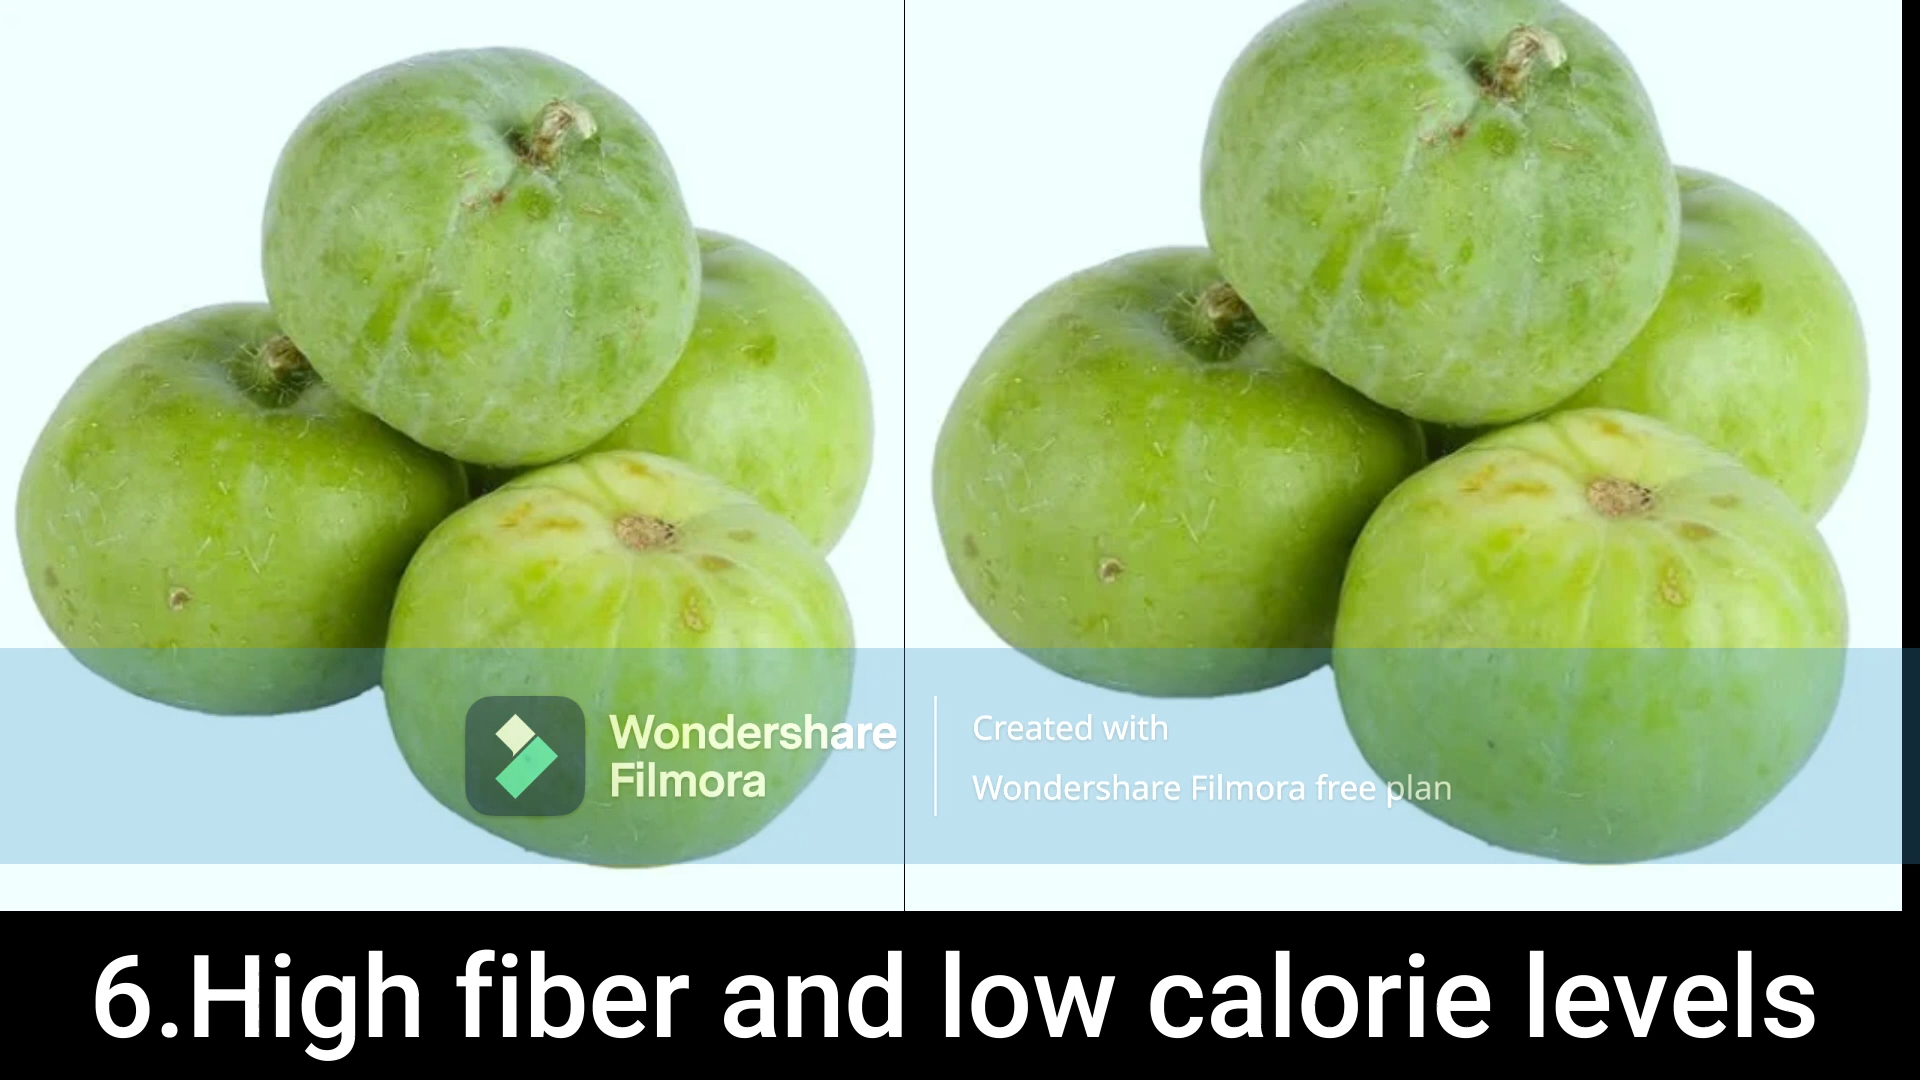 Wondershare
Filmora
Created with
Wondershare Filmora free plan
6.High fiber and low calorie levels